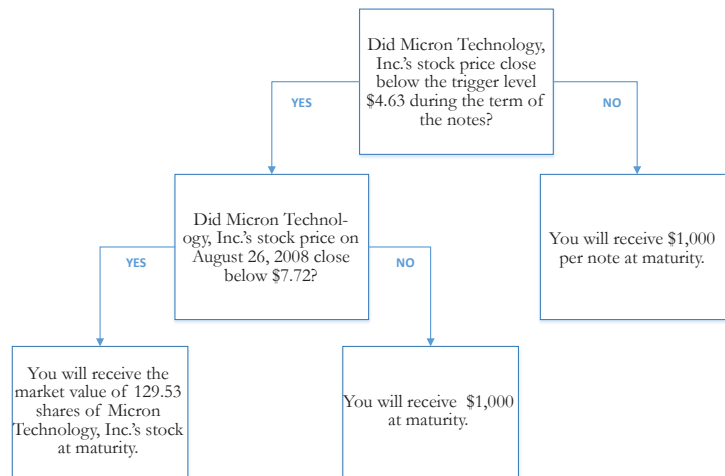 Did Micron Technology,
Inc.'s stock price close
below the trigger level
$4.63 during the term of
the notes?
YES
NO
Did Micron Technol-
ogy, Inc.'s stock price on
August 26, 2008 close
below $7.72?
You will receive $1,000
per note at maturity.
YES
NO
You will receive the
market value of 129.53
shares of Micron
Technology, Inc.'s stock
at maturity.
You will receive $1,000
at maturity.